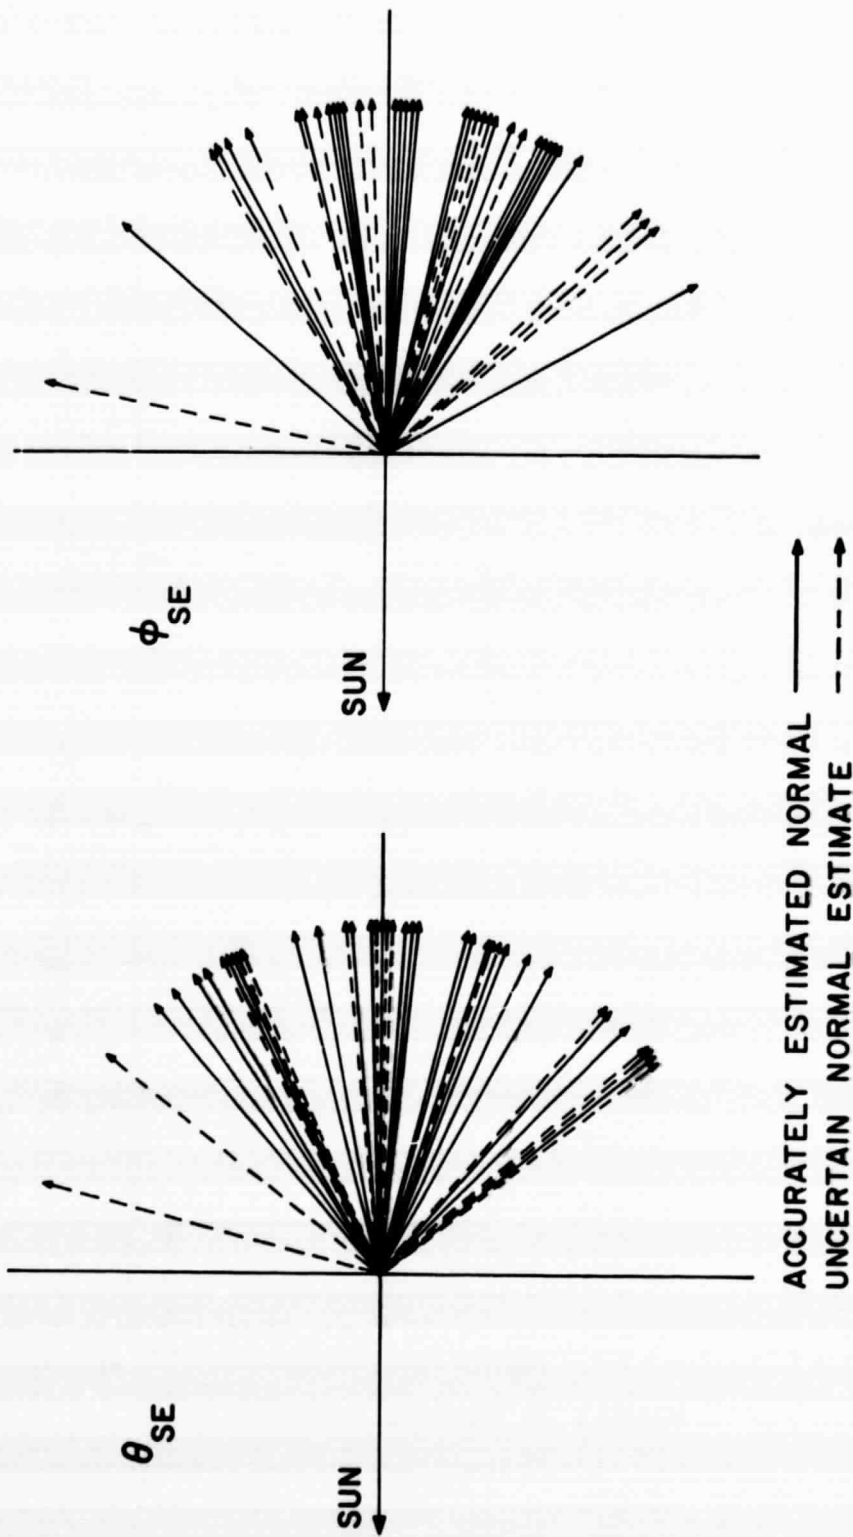 θSE
SUN
ϕSE
SUN
ACCURATELY ESTIMATED NORMAL
UNCERTAIN NORMAL ESTIMATE